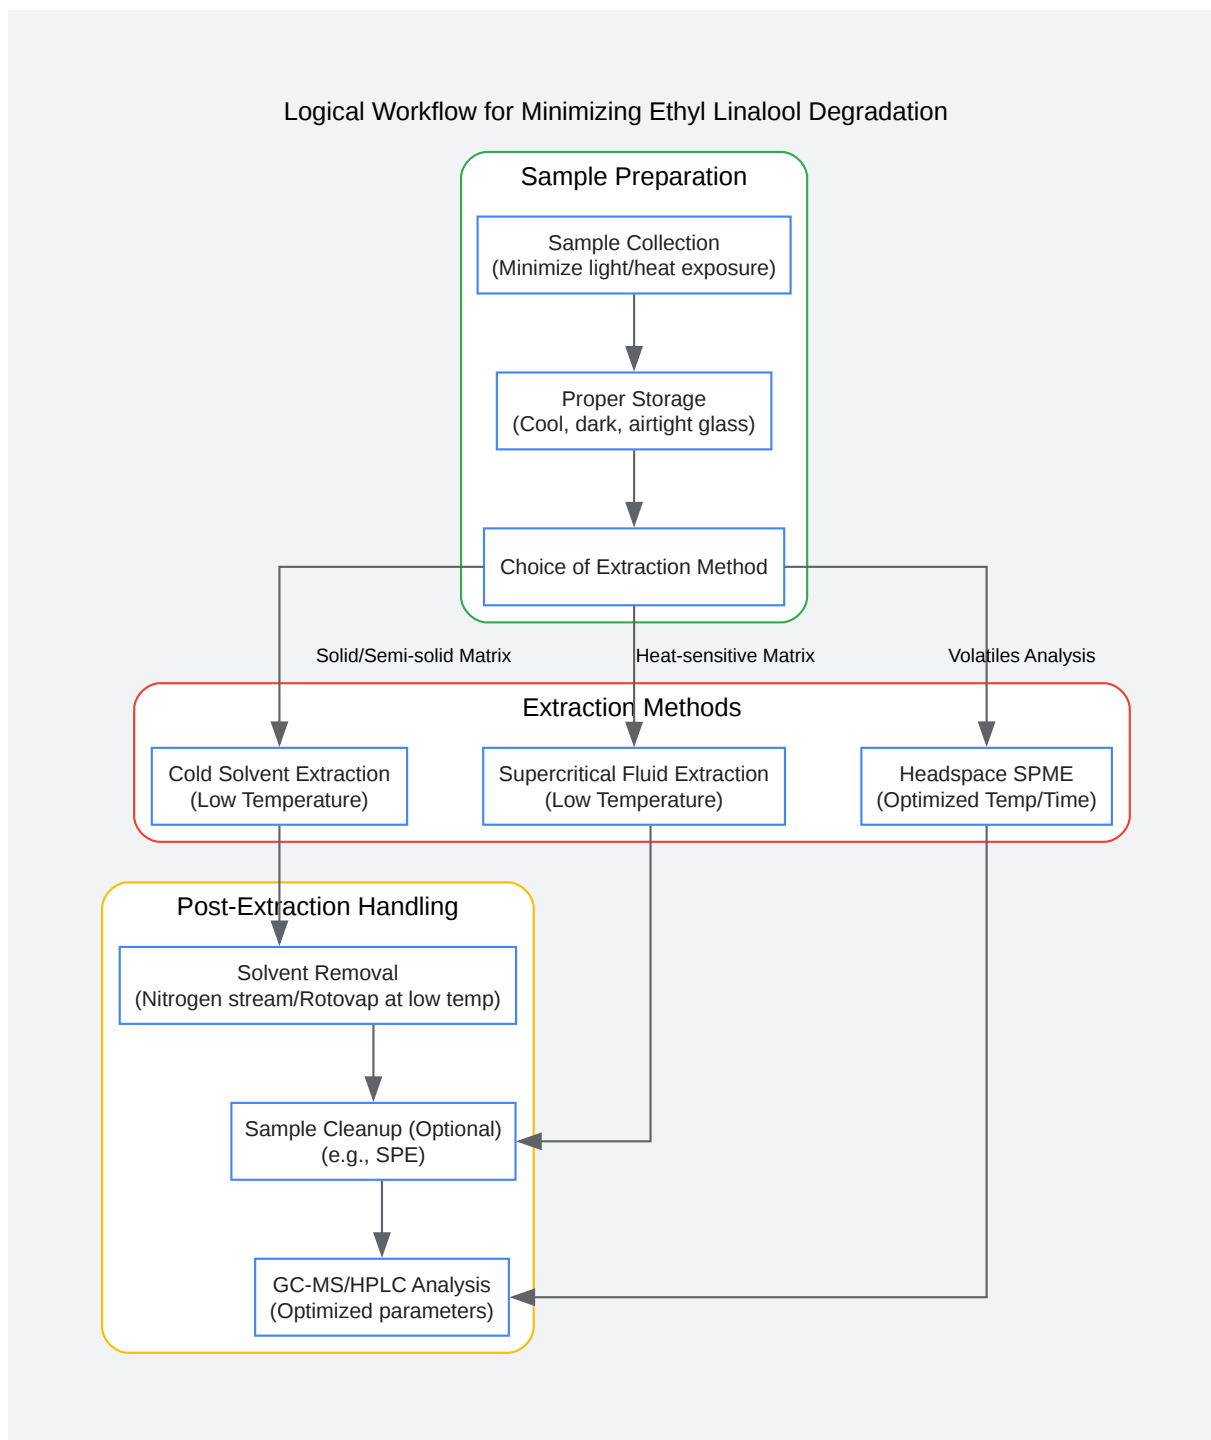 Logical Workflow for Minimizing Ethyl Linalool Degradation
Sample Preparation
Sample Collection
(Minimize light/heat exposure)
Proper Storage
(Cool, dark, airtight glass)
Choice of Extraction Method
Solid/Semi-solid Matrix
Heat-sensitive Matrix
Volatiles Analysis
Extraction Methods
Cold Solvent Extraction
(Low Temperature)
Supercritical Fluid Extraction
(Low Temperature)
Headspace SPME
(Optimized Temp/Time)
Post-Extraction Handling
Solvent Removal
(Nitrogen stream/Rotovap at low temp)
Sample Cleanup (Optional)
(e.g., SPE)
GC-MS/HPLC Analysis
(Optimized parameters)